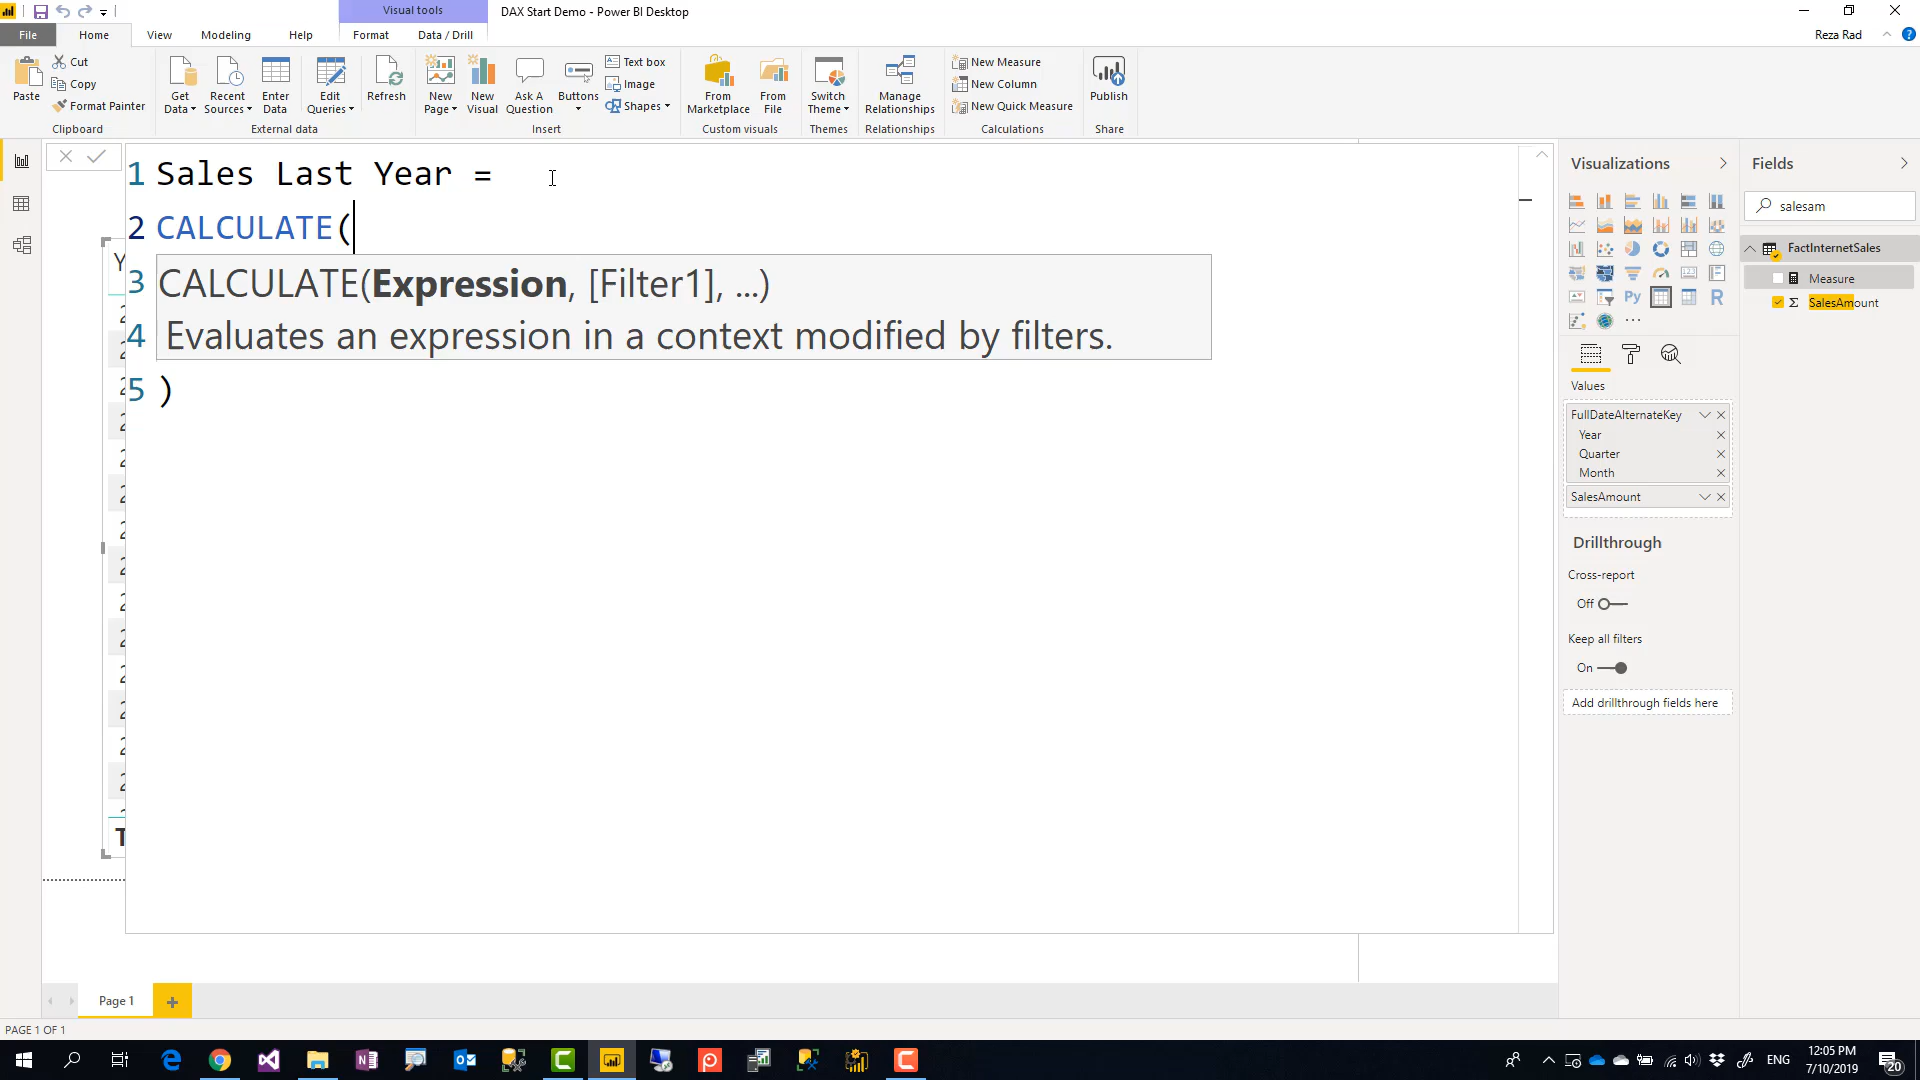 Visual tools
DAX Start Demo - Power BI Desktop
File
Home
View
Modeling
Help
Format
Data / Drill
Reza Rad
Paste
Cut
Copy
Format Painter
Clipboard
Get Data
Recent Sources
Enter Data
Edit Queries
Refresh
External data
New Page
New Visual
Ask A Question
Buttons
Text box
Image
Shapes
Insert
From Marketplace
From File
Custom visuals
Switch Theme
Themes
Manage Relationships
Relationships
New Measure
New Column
New Quick Measure
Calculations
Publish
Share
1 Sales Last Year =
2 CALCULATE(
3 CALCULATE(Expression, [Filter1], ...)
4 Evaluates an expression in a context modified by filters.
5 )
Visualizations
Py
R
Values
FullDateAlternateKey
Year
Quarter
Month
SalesAmount
Drillthrough
Cross-report
Off
Keep all filters
On
Add drillthrough fields here
Fields
salesam
FactInternetSales
Measure
SalesAmount
Page 1
PAGE 1 OF 1
ENG
12:05 PM
7/10/2019
20